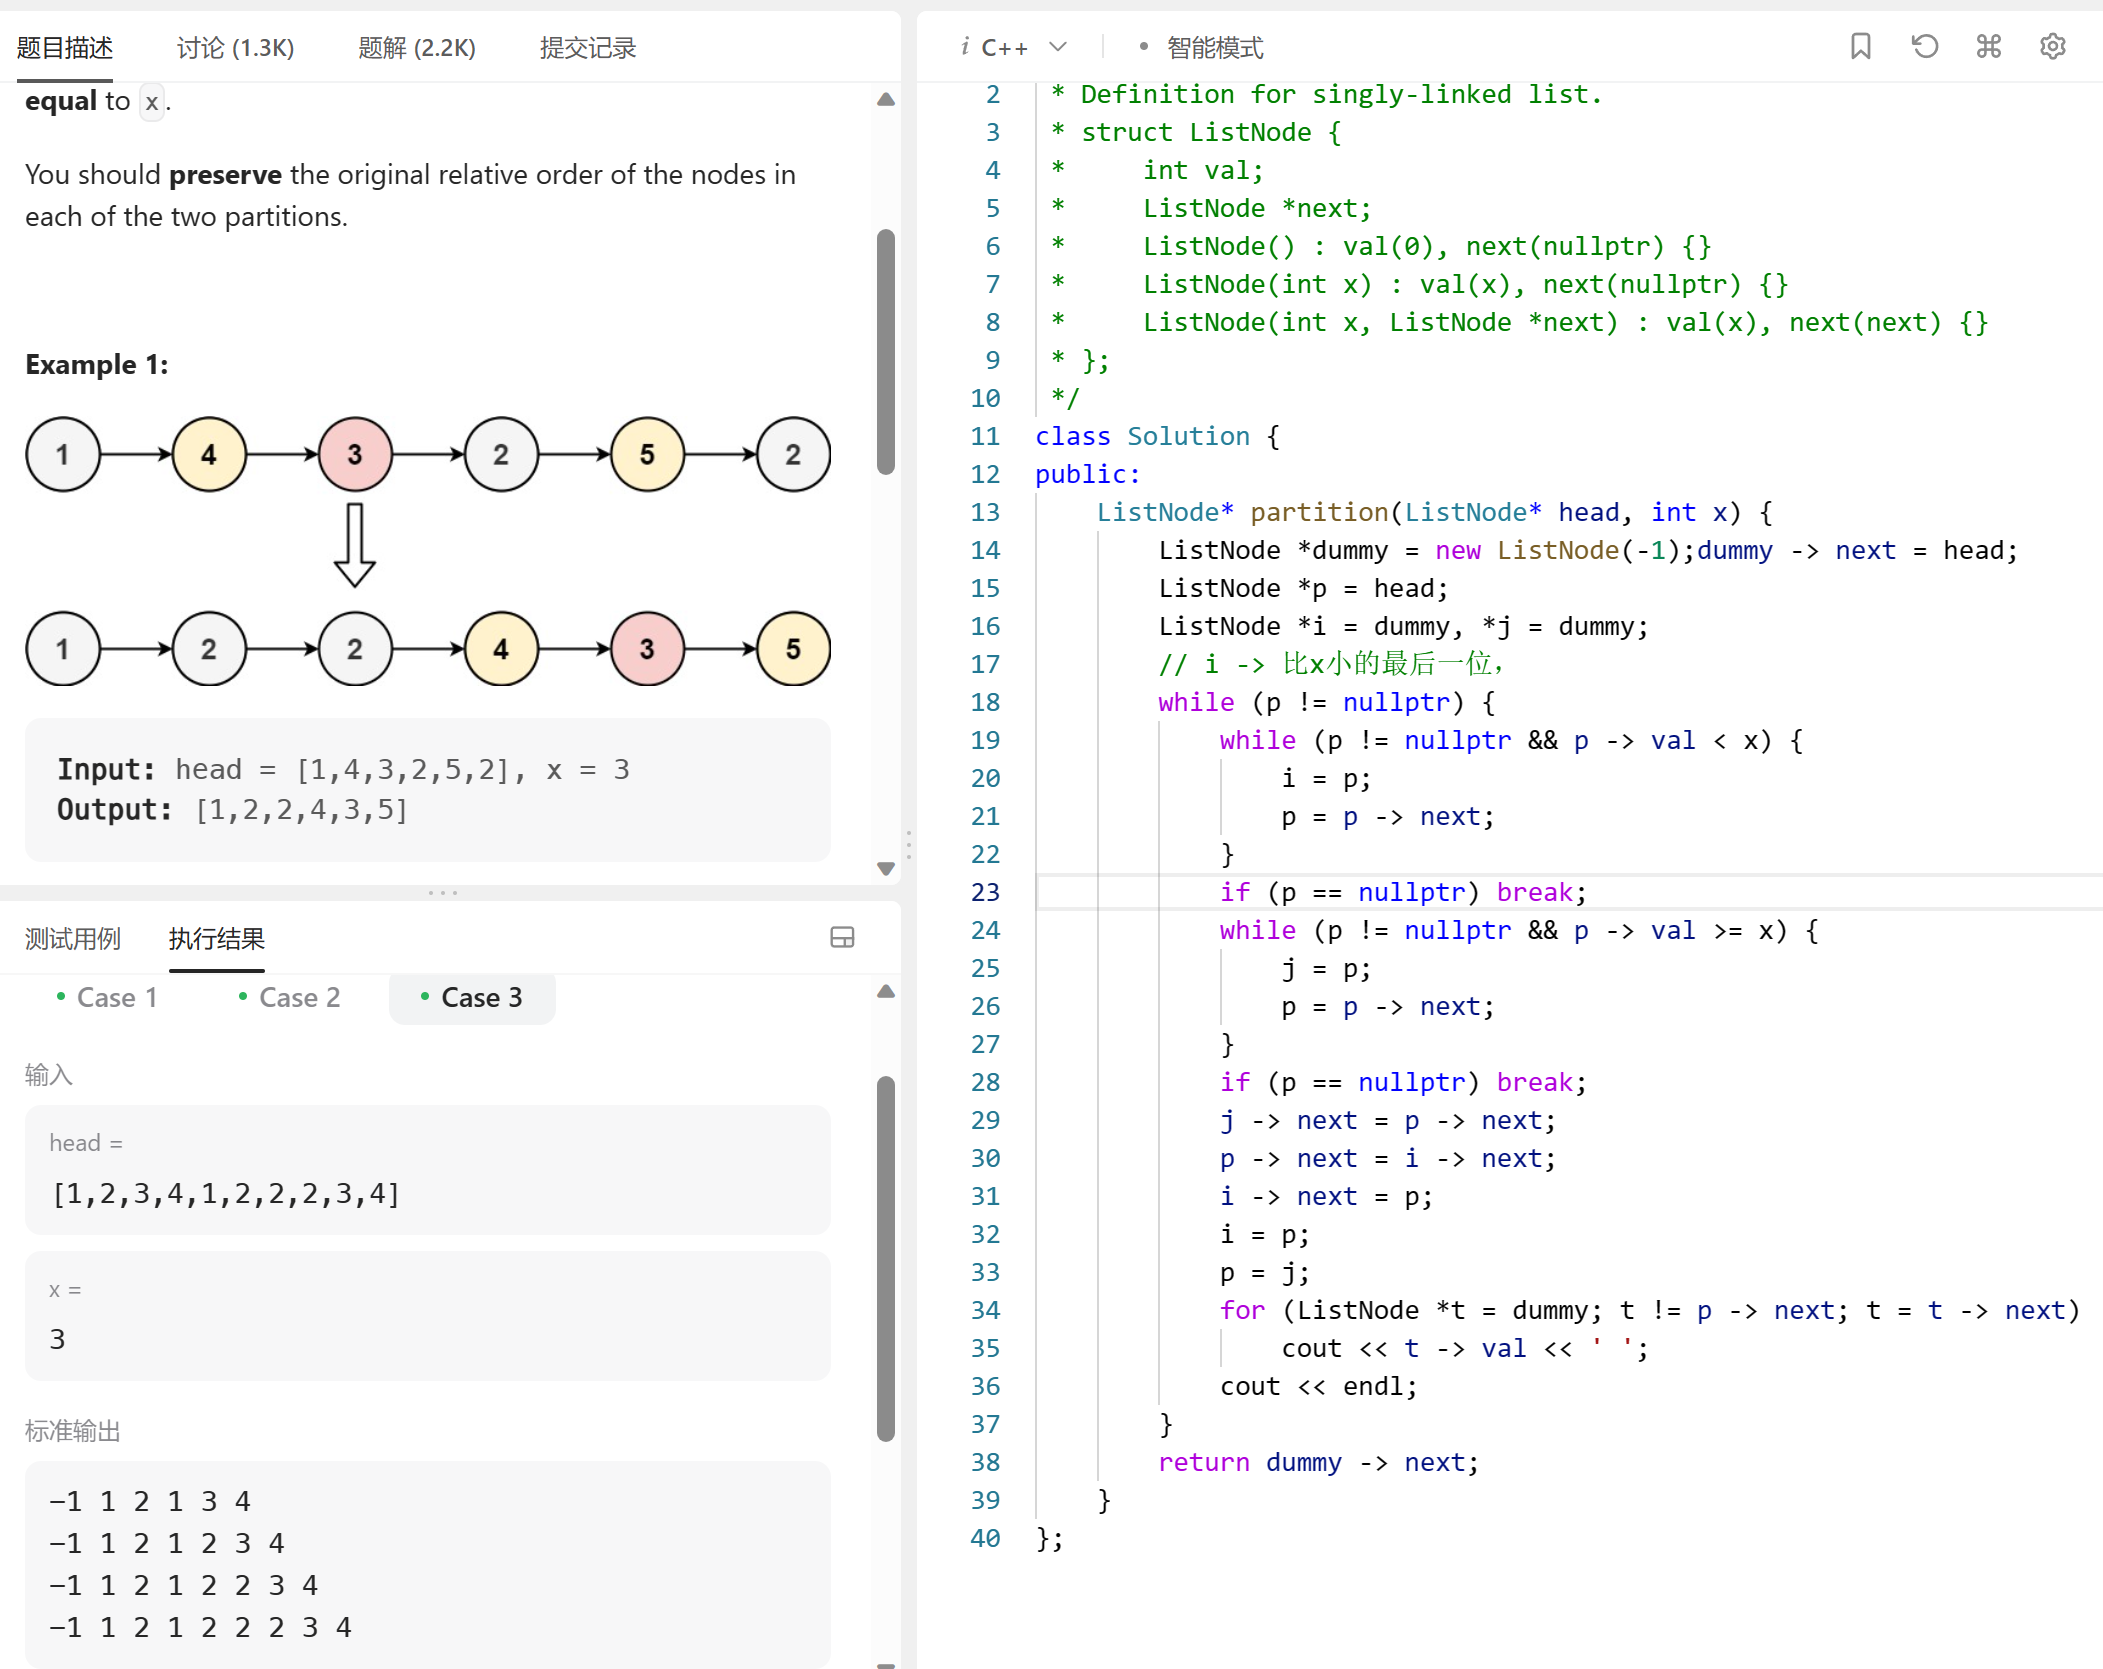 题目描述 讨论 (1.3K) 题解 (2.2K) 提交记录
equal to x.
You should preserve the original relative order of the nodes in
each of the two partitions.
Example 1:
1 4 3 2 5 2
1 2 2 4 3 5
Input: head = [1,4,3,2,5,2], x = 3
Output: [1,2,2,4,3,5]
测试用例 执行结果
Case 1 Case 2 Case 3
输入
head =
[1,2,3,4,1,2,2,2,3,4]
x =
3
标准输出
-1 1 2 1 3 4
-1 1 2 1 2 3 4
-1 1 2 1 2 2 3 4
-1 1 2 1 2 2 2 3 4
i C++ • 智能模式
2 * Definition for singly-linked list.
3 * struct ListNode {
4 *     int val;
5 *     ListNode *next;
6 *     ListNode() : val(0), next(nullptr) {}
7 *     ListNode(int x) : val(x), next(nullptr) {}
8 *     ListNode(int x, ListNode *next) : val(x), next(next) {}
9 * };
10 */
11 class Solution {
12 public:
13     ListNode* partition(ListNode* head, int x) {
14         ListNode *dummy = new ListNode(-1);dummy -> next = head;
15         ListNode *p = head;
16         ListNode *i = dummy, *j = dummy;
17         // i -> 比x小的最后一位，
18         while (p != nullptr) {
19             while (p != nullptr && p -> val < x) {
20                 i = p;
21                 p = p -> next;
22             }
23             if (p == nullptr) break;
24             while (p != nullptr && p -> val >= x) {
25                 j = p;
26                 p = p -> next;
27             }
28             if (p == nullptr) break;
29             j -> next = p -> next;
30             p -> next = i -> next;
31             i -> next = p;
32             i = p;
33             p = j;
34             for (ListNode *t = dummy; t != p -> next; t = t -> next)
35                 cout << t -> val << ' ';
36             cout << endl;
37         }
38         return dummy -> next;
39     }
40 };